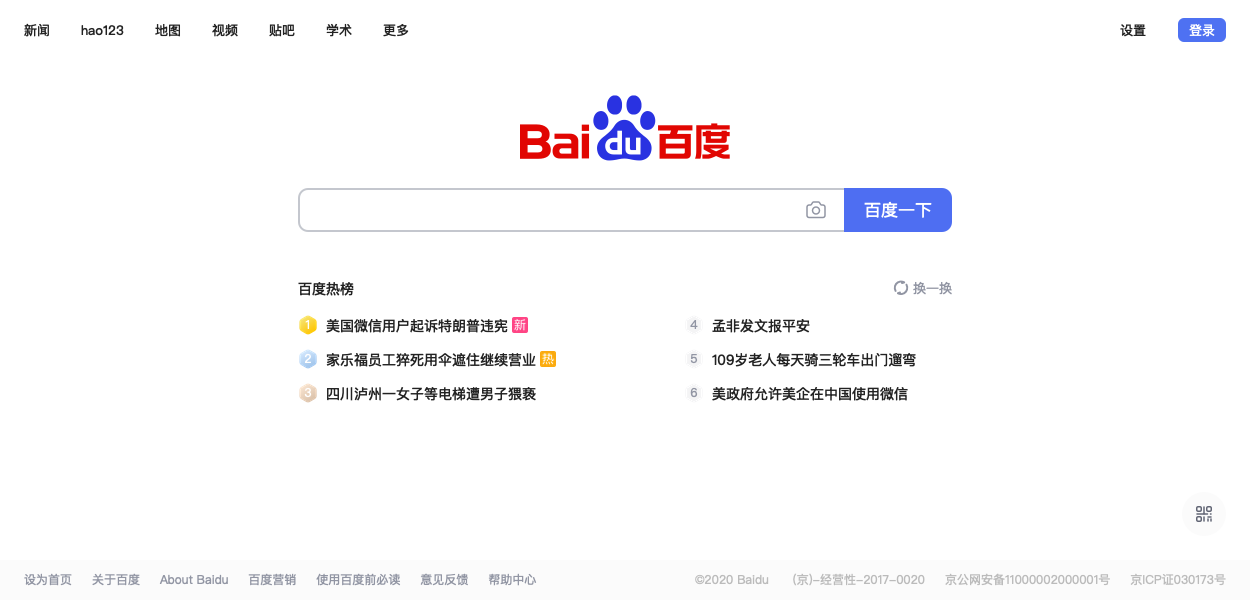 新闻 hao123 地图 视频 贴吧 学术 更多 设置 登录
Bai du 百度
百度一下
百度热榜 换一换
1 美国微信用户起诉特朗普违宪 新
2 家乐福员工猝死用伞遮住继续营业 热
3 四川泸州一女子等电梯遭男子猥亵
4 孟非发文报平安
5 109岁老人每天骑三轮车出门遛弯
6 美政府允许美企在中国使用微信
设为首页 关于百度 About Baidu 百度营销 使用百度前必读 意见反馈 帮助中心 ©2020 Baidu (京)-经营性-2017-0020 京公网安备11000002000001号 京ICP证030173号